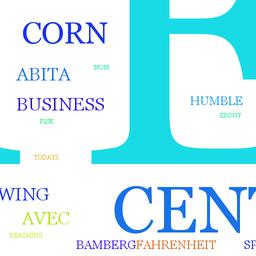 CORN
MOM
ABITA
BUSINESS
HUMBLE
EBONY
RISK
TODAYS
WING
CENT
AVEC
REACHING
BAMBERG FAHRENHEIT SP